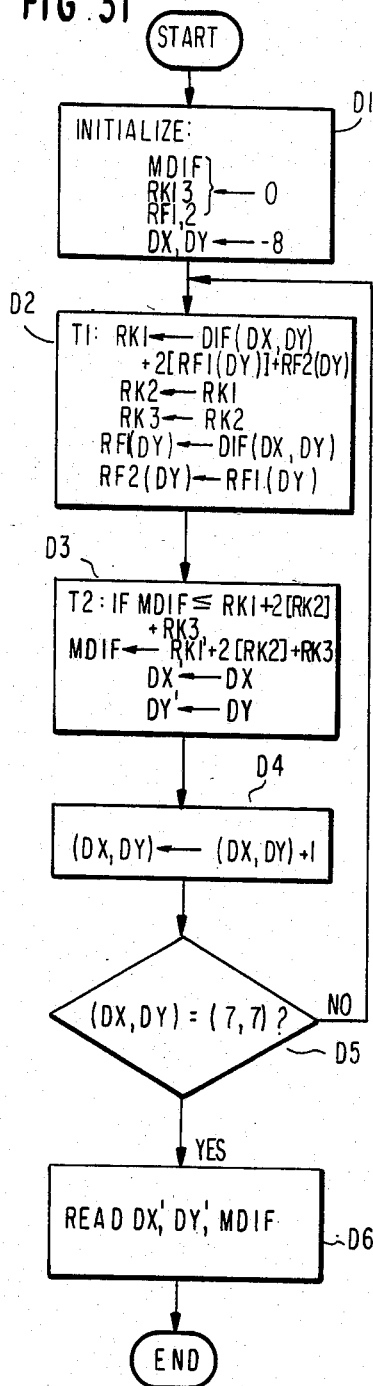 FIG 31
START
D1
INITIALIZE:
MDIF
RK1 3 ← 0
RF1,2
DX, DY ← -8
D2
T1: RK1 ← DIF(DX, DY)
+2[RF1(DY)]+RF2(DY)
RK2 ← RK1
RK3 ← RK2
RF1(DY) ← DIF(DX, DY)
RF2(DY) ← RF1(DY)
D3
T2: IF MDIF ≦ RK1+2[RK2]
+RK3,
MDIF ← RK1+2[RK2]+RK3
DX' ← DX
DY' ← DY
D4
(DX, DY) ← (DX, DY)+1
(DX, DY) = (7, 7)?
NO
D5
YES
READ DX', DY', MDIF
D6
END